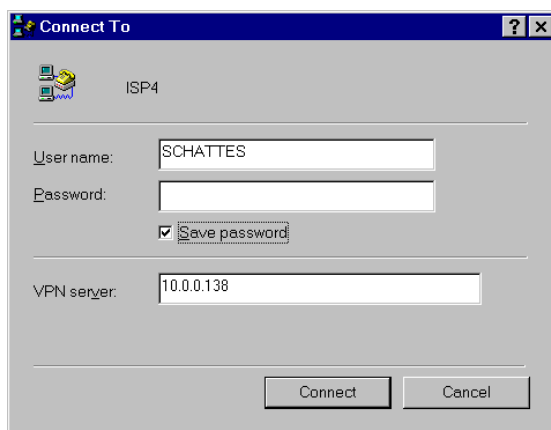 Connect To
ISP4
User name: SCHATTES
Password:
Save password
VPN server: 10.0.0.138
Connect Cancel